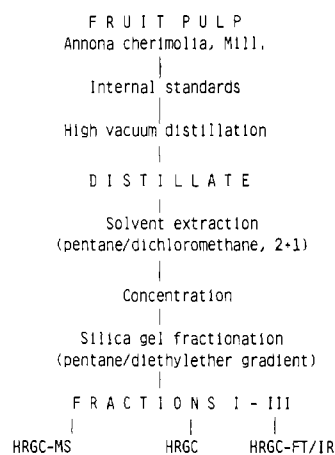 FRUIT PULP
Annona cherimolia, Mill.
Internal standards
High vacuum distillation
DISTILLATE
Solvent extraction
(pentane/dichloromethane, 2+1)
Concentration
Silica gel fractionation
(pentane/diethylether gradient)
FRACTIONS I - III
HRGC-MS HRGC HRGC-FT/IR